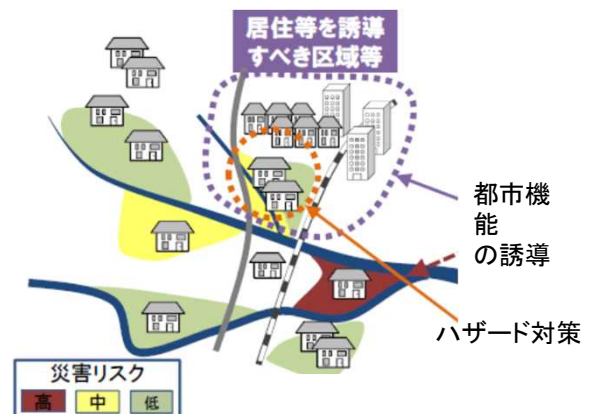 居住等を誘導
すべき区域等
都市機
能
の誘導
ハザード対策
災害リスク
高 中 低